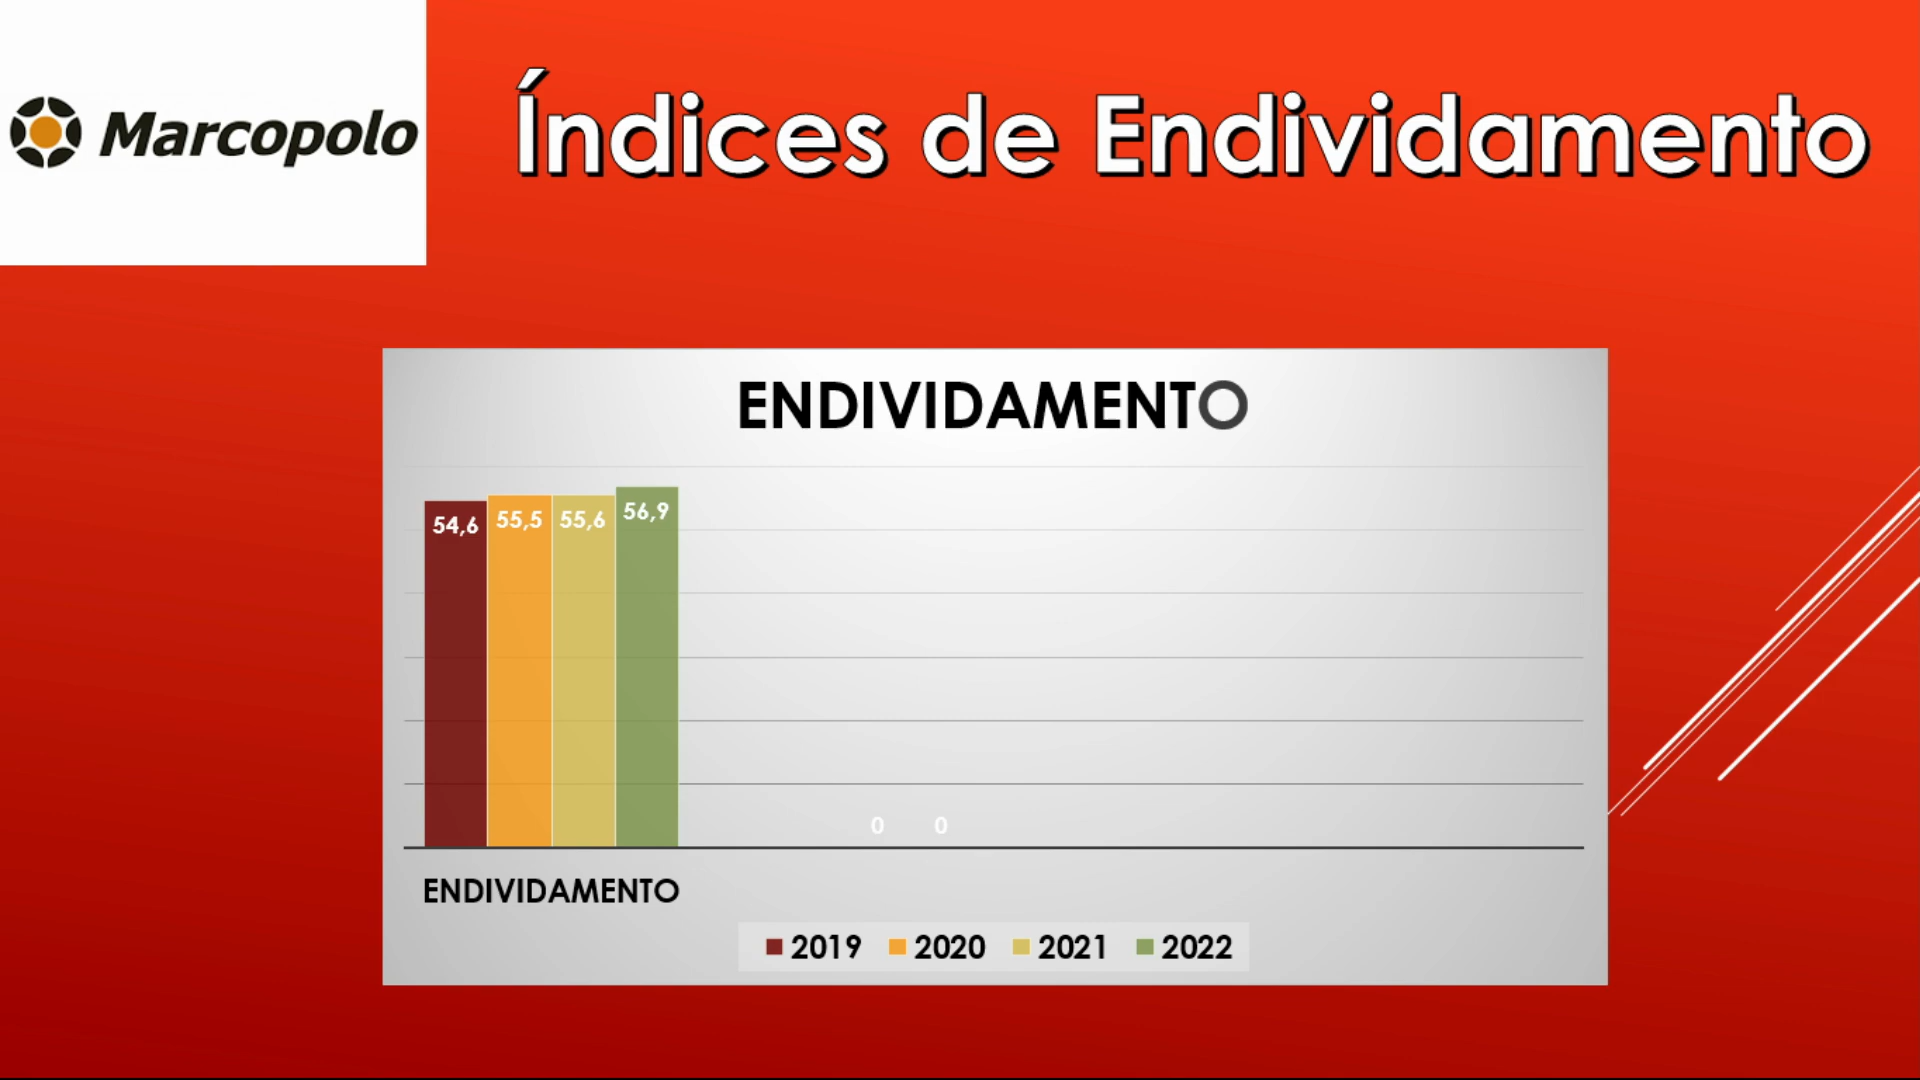 Marcopolo
Índices de Endividamento
ENDIVIDAMENTO
54,6 55,5 55,6 56,9
0 0
ENDIVIDAMENTO
2019 2020 2021 2022